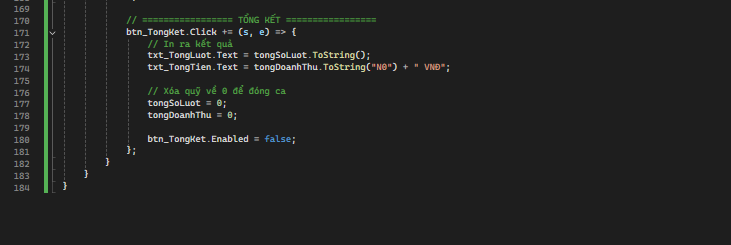 169
170 // ================= TỔNG KẾT =================
171 btn_TongKet.Click += (s, e) => {
172 // In ra kết quả
173 txt_TongLuot.Text = tongSoLuot.ToString();
174 txt_TongTien.Text = tongDoanhThu.ToString("N0") + " VNĐ";
175
176 // Xóa quỹ về 0 để đóng ca
177 tongSoLuot = 0;
178 tongDoanhThu = 0;
179
180 btn_TongKet.Enabled = false;
181 };
182 }
183 }
184 }